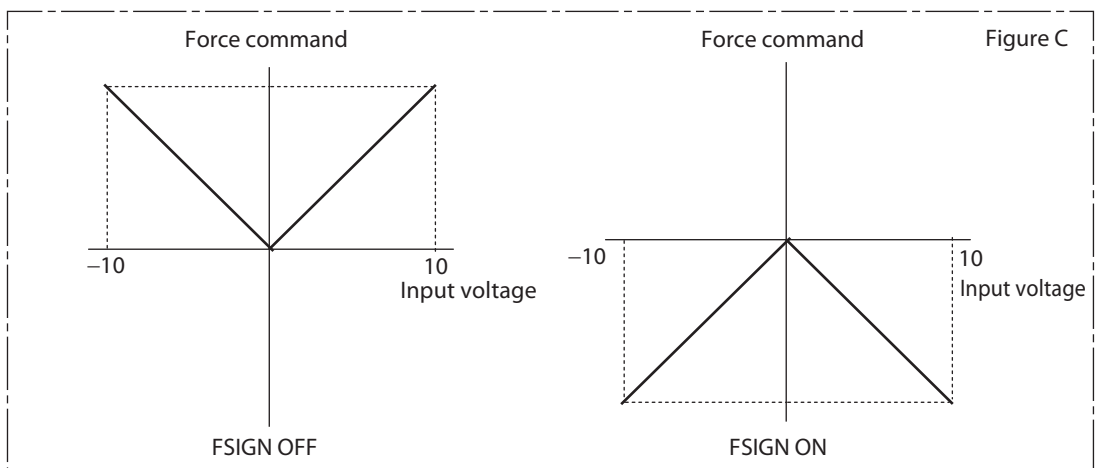 Figure C
Force command
−10
10
Input voltage
FSIGN OFF
Force command
−10
10
Input voltage
FSIGN ON